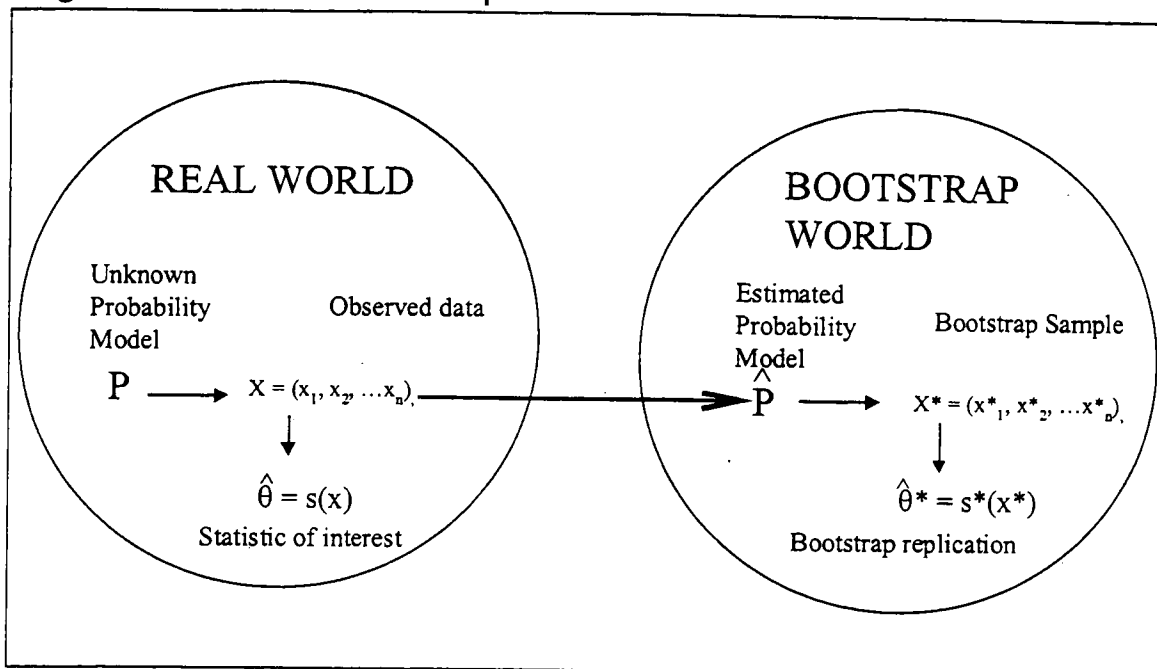 REAL WORLD
Unknown
Probability
Model
Observed data
P
X = (x₁, x₂, …xₙ),
θ̂ = s(x)
Statistic of interest
BOOTSTRAP
WORLD
Estimated
Probability
Model
Bootstrap Sample
P̂
X* = (x*₁, x*₂, …x*ₙ),
θ̂* = s*(x*)
Bootstrap replication